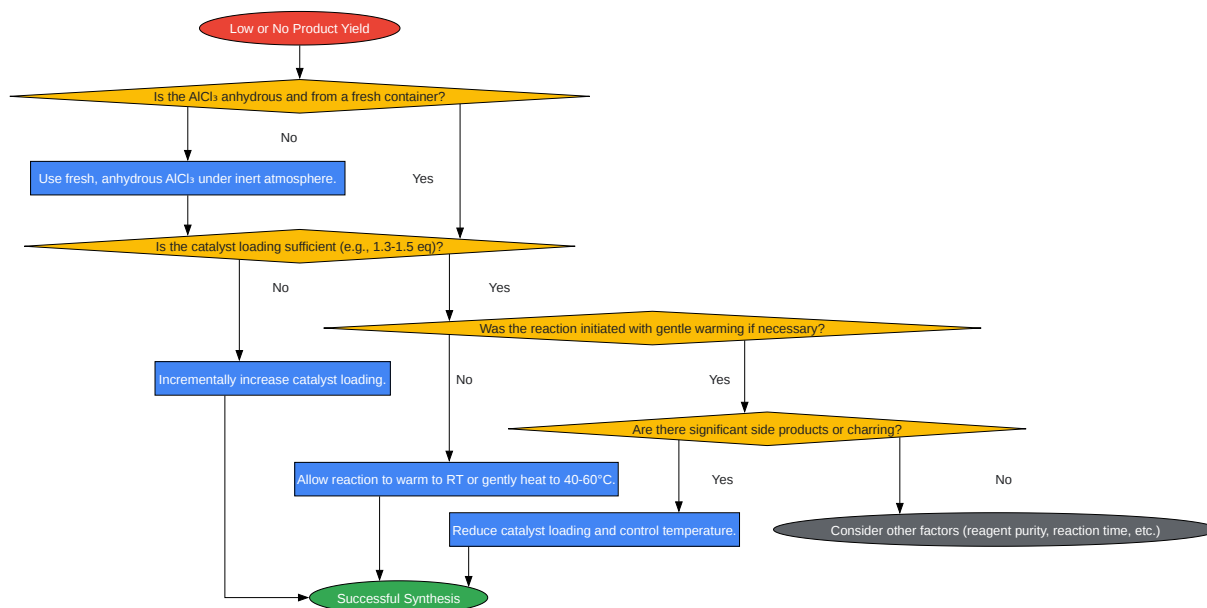 Low or No Product Yield
Is the AlCl₃ anhydrous and from a fresh container?
No
Use fresh, anhydrous AlCl₃ under inert atmosphere.
Yes
Is the catalyst loading sufficient (e.g., 1.3-1.5 eq)?
No
Yes
Was the reaction initiated with gentle warming if necessary?
Incrementally increase catalyst loading.
No
Yes
Are there significant side products or charring?
Allow reaction to warm to RT or gently heat to 40-60°C.
Yes
No
Reduce catalyst loading and control temperature.
Consider other factors (reagent purity, reaction time, etc.)
Successful Synthesis